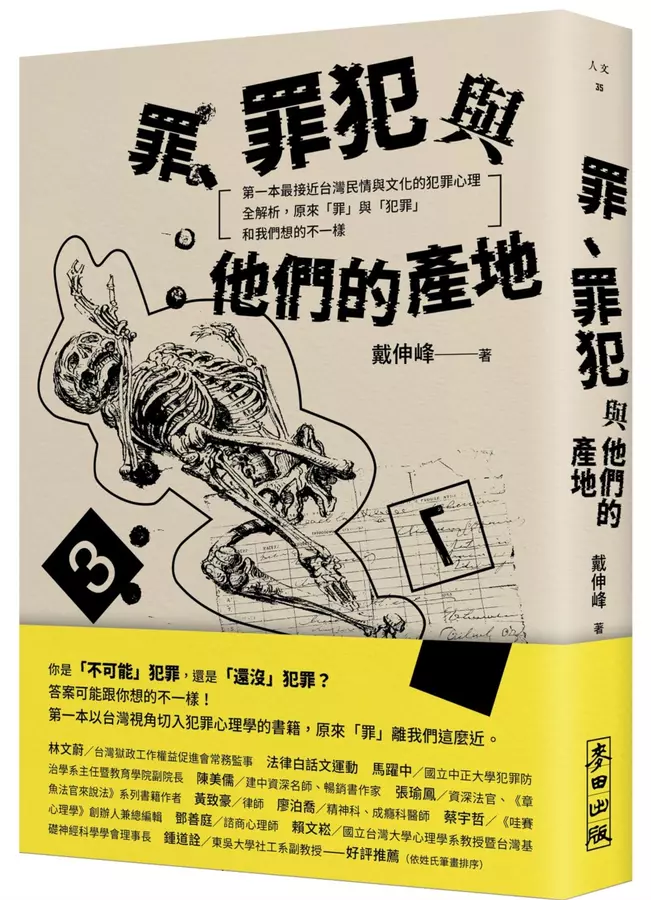 罪、罪犯與
第一本最接近台灣民情與文化的犯罪心理
全解析，原來「罪」與「犯罪」
和我們想的不一樣
他們的產地
戴伸峰——著
3
1
你是「不可能」犯罪，還是「還沒」犯罪？
答案可能跟你想的不一樣！
第一本以台灣視角切入犯罪心理學的書籍，原來「罪」離我們這麼近。
林文蔚／台灣獄政工作權益促進會常務監事　法律白話文運動　馬躍中／國立中正大學犯罪防
治學系主任暨教育學院副院長　陳美儒／建中資深名師、暢銷書作家　張瑜鳳／資深法官、《章
魚法官來說法》系列書籍作者　黃致豪／律師　廖泊喬／精神科、成癮科醫師　蔡宇哲／《哇賽
心理學》創辦人兼總編輯　鄧善庭／諮商心理師　賴文崧／國立台灣大學心理學系教授暨台灣基
礎神經科學學會理事長　鍾道詮／東吳大學社工系副教授——好評推薦（依姓氏筆畫排序）
人文
35
罪、罪犯與他們的產地
戴伸峰 著
麥田出版